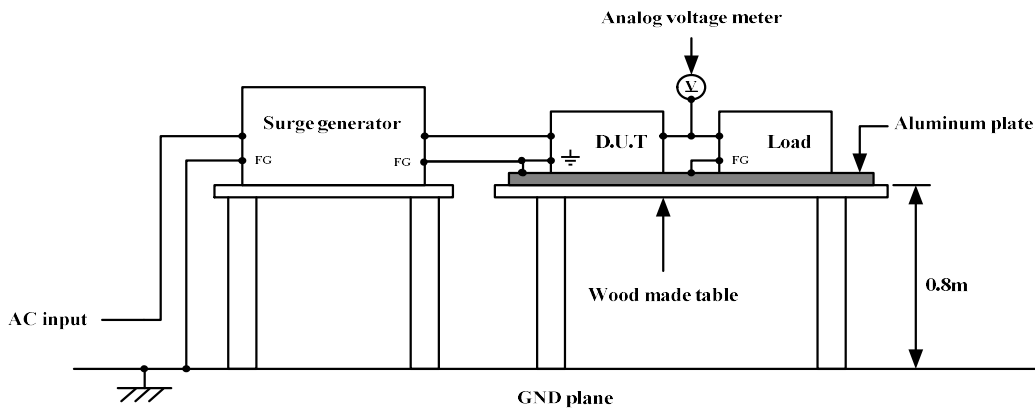 Analog voltage meter
V
Surge generator
D.U.T
Load
Aluminum plate
FG
FG
FG
Wood made table
0.8m
AC input
GND plane